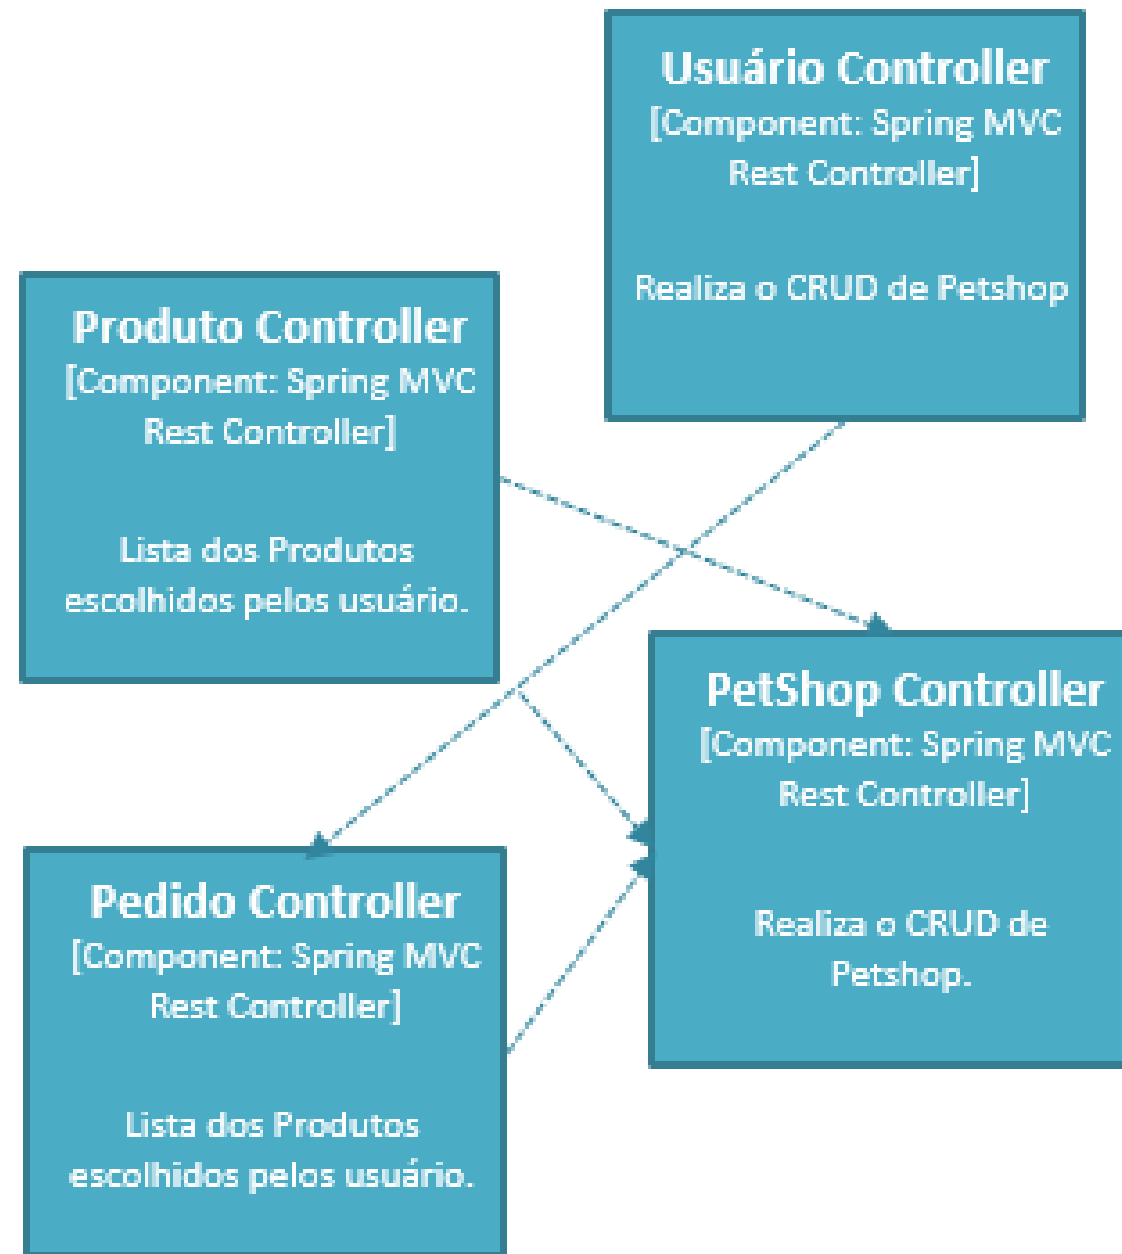 Usuário Controller
[Component: Spring MVC
Rest Controller]
Realiza o CRUD de Petshop
Produto Controller
[Component: Spring MVC
Rest Controller]
Lista dos Produtos
escolhidos pelos usuário.
PetShop Controller
[Component: Spring MVC
Rest Controller]
Realiza o CRUD de
Petshop.
Pedido Controller
[Component: Spring MVC
Rest Controller]
Lista dos Produtos
escolhidos pelos usuário.